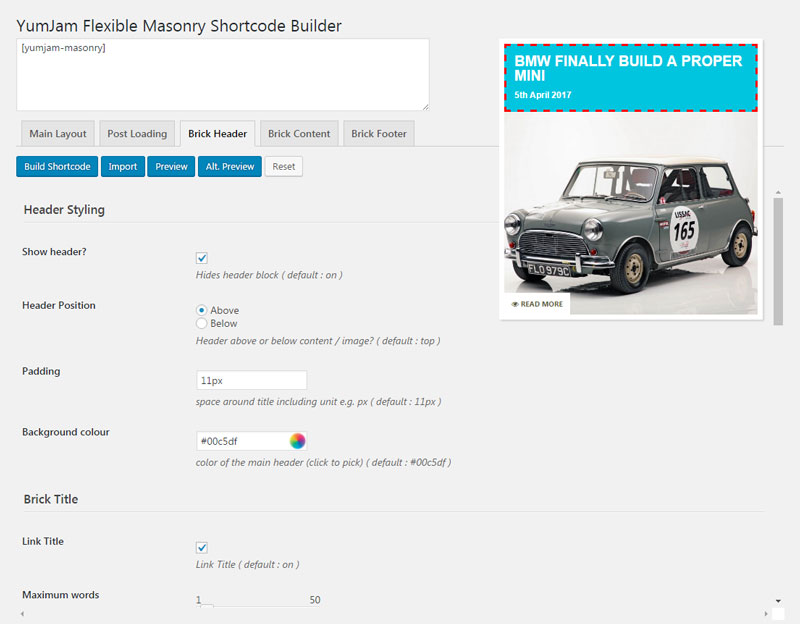 YumJam Flexible Masonry Shortcode Builder
[yumjam-masonry]
Main Layout
Post Loading
Brick Header
Brick Content
Brick Footer
Build Shortcode
Import
Preview
Alt. Preview
Reset
BMW FINALLY BUILD A PROPER
MINI
5th April 2017
USSAC
165
FLO 979C
READ MORE
Header Styling
Show header?
Hides header block ( default : on )
Header Position
Above
Below
Header above or below content / image? ( default : top )
Padding
11px
space around title including unit e.g. px ( default : 11px )
Background colour
#00c5df
color of the main header (click to pick) ( default : #00c5df )
Brick Title
Link Title
Link Title ( default : on )
Maximum words
1
50